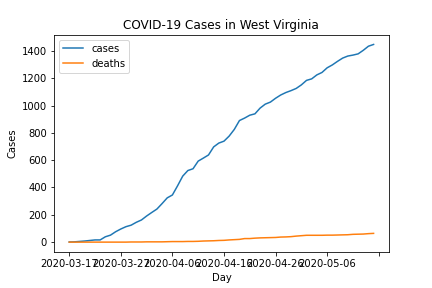 COVID-19 Cases in West Virginia
cases
deaths
1400
1200
1000
800
600
400
200
0
Cases
2020-03-17 2020-03-27 2020-04-06 2020-04-16 2020-04-26 2020-05-06
Day